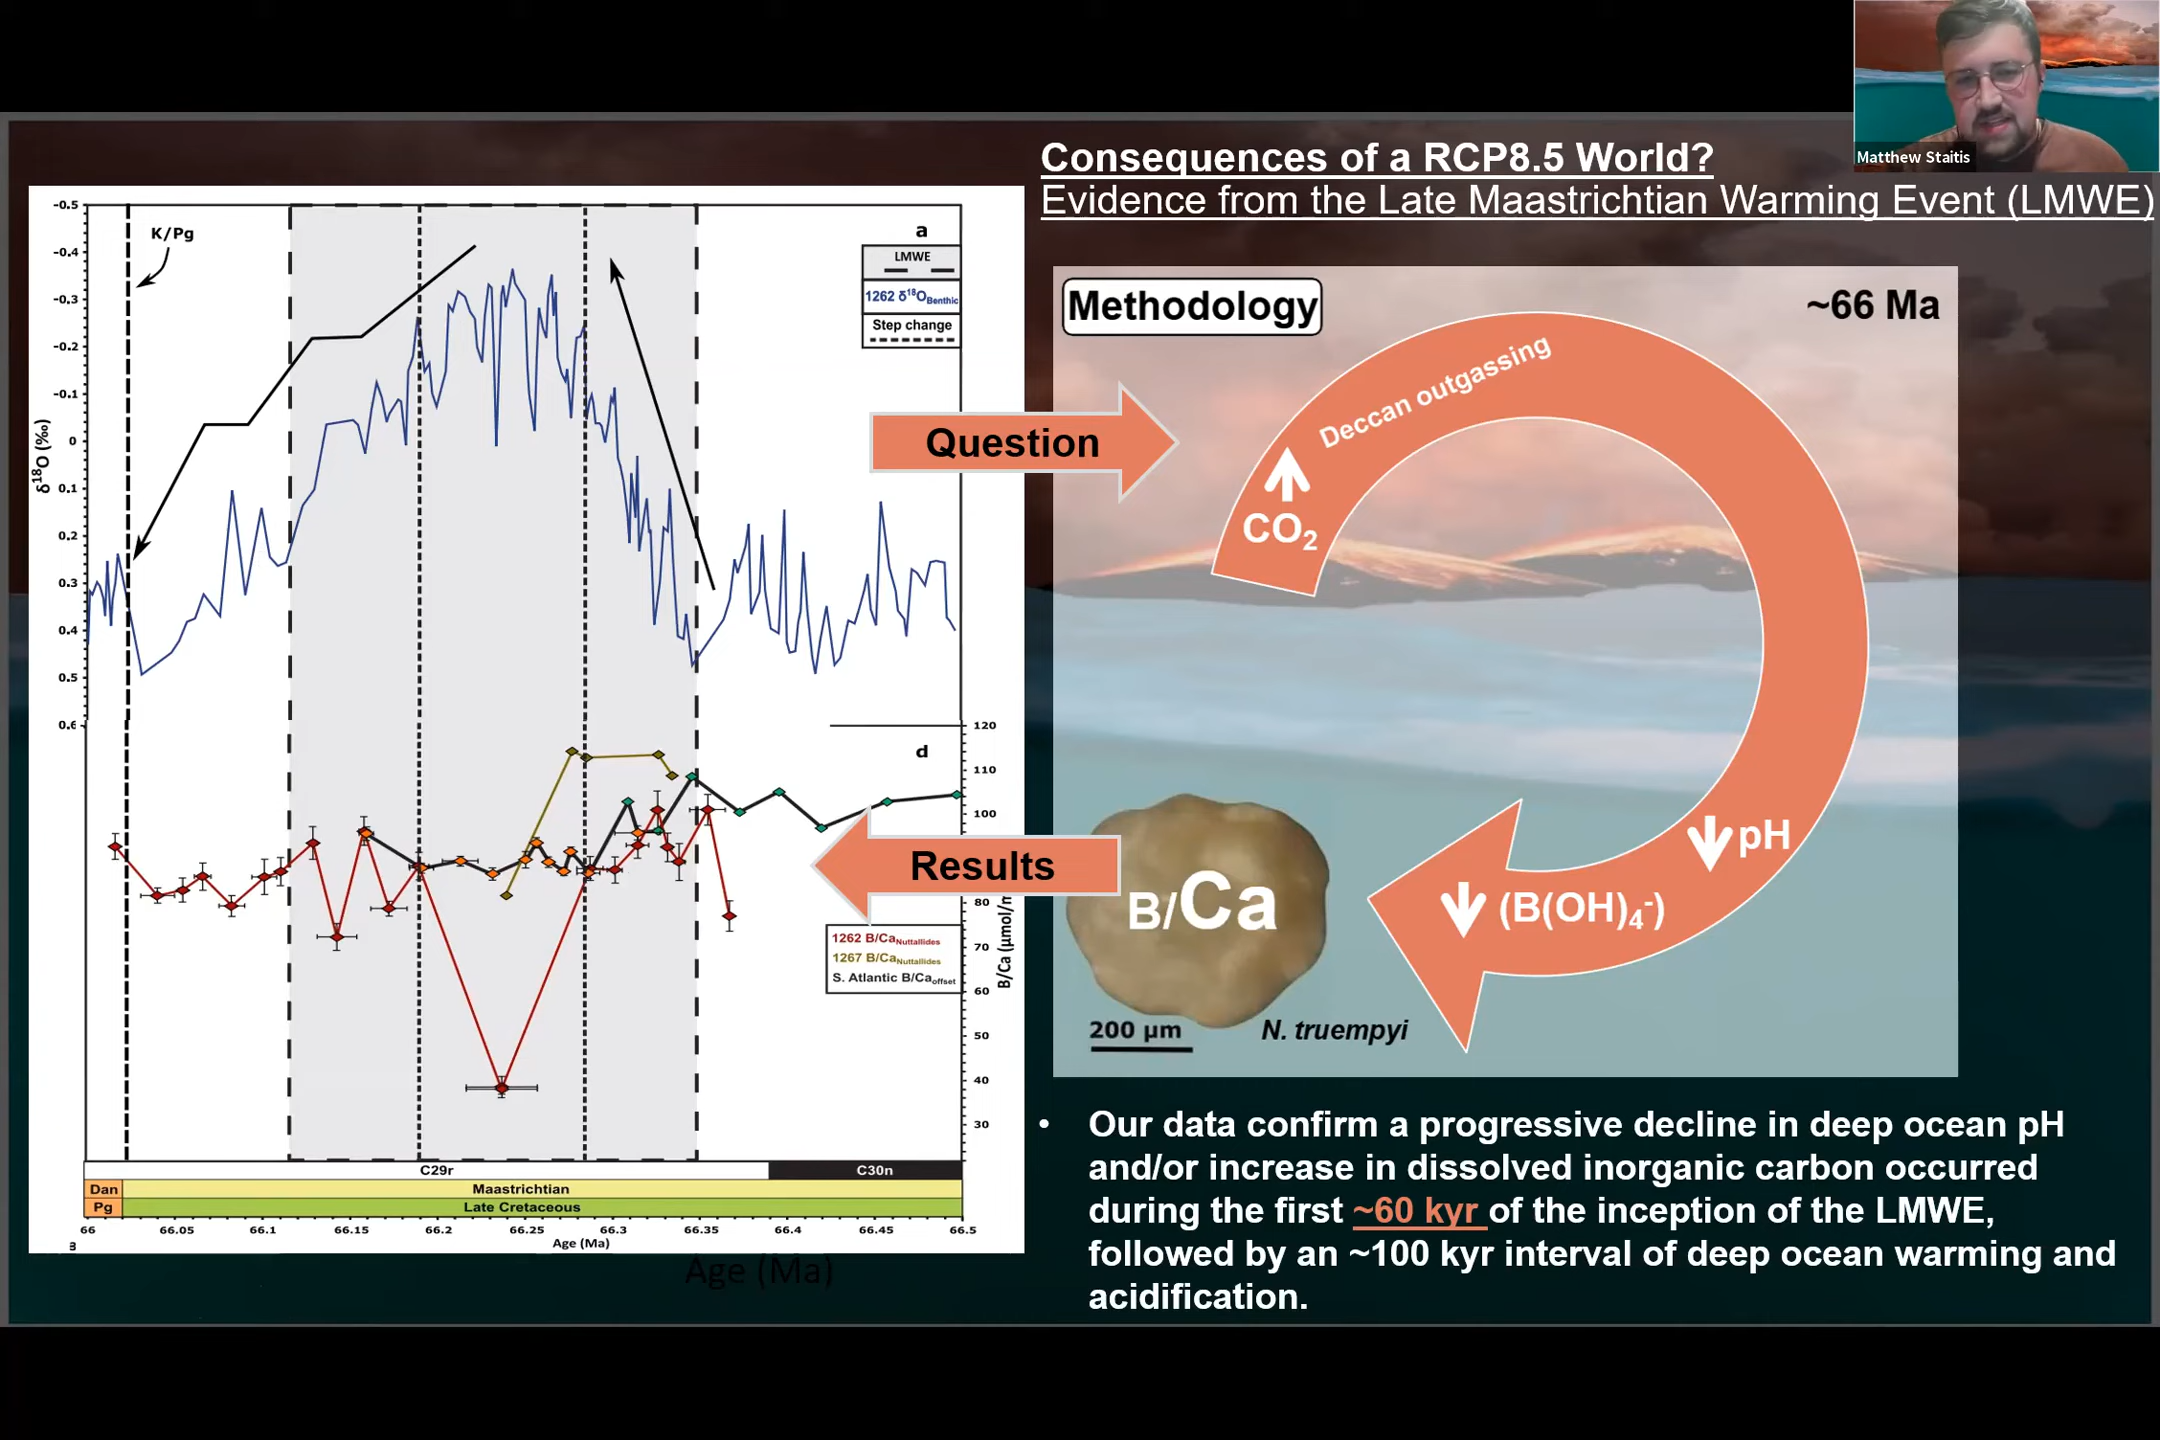 Matthew Staitis
Consequences of a RCP8.5 World?
Evidence from the Late Maastrichtian Warming Event (LMWE)
-0.5
-0.4
-0.3
-0.2
-0.1
0
0.1
0.2
0.3
0.4
0.5
0.6
δ¹⁸O (‰)
K/Pg
a
LMWE
1262 δ¹⁸O Benthic
Step change
Question
d
120
110
100
80
70
60
50
40
30
B/Ca (μmol/m
Results
1262 B/Ca Nuttallides
1267 B/Ca Nuttallides
S. Atlantic B/Ca offset
C29r
C30n
Dan
Maastrichtian
Pg
Late Cretaceous
66
66.05
66.1
66.15
66.2
66.25
66.3
66.35
66.4
66.45
66.5
Age (Ma)
Age (Ma)
Methodology
~66 Ma
Deccan outgassing
CO₂
pH
(B(OH)₄⁻)
B/Ca
200 μm
N. truempyi
• Our data confirm a progressive decline in deep ocean pH
and/or increase in dissolved inorganic carbon occurred
during the first ~60 kyr of the inception of the LMWE,
followed by an ~100 kyr interval of deep ocean warming and
acidification.